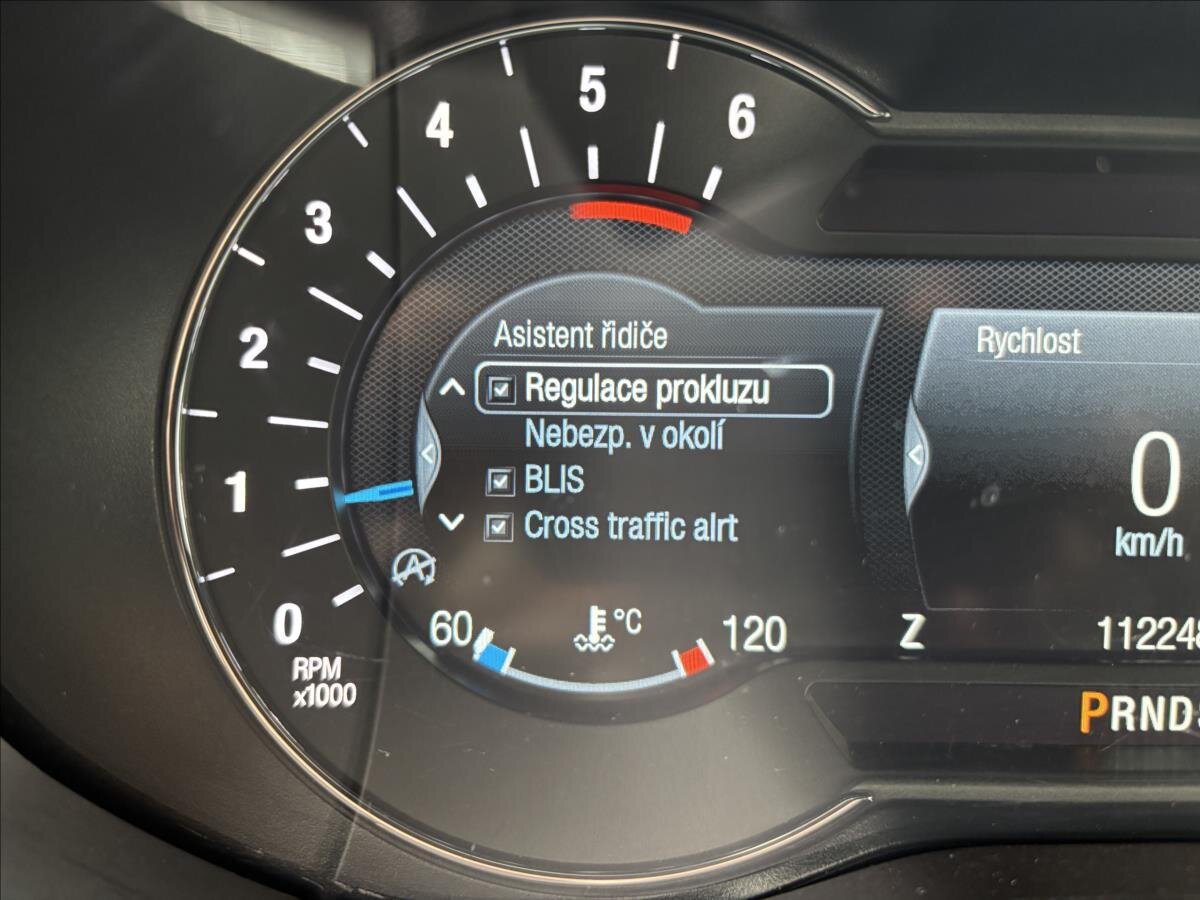 6
5
4
3
2
1
0
RPM
x1000
Asistent řidiče
Regulace prokluzu
Nebezp. v okolí
BLIS
Cross traffic alrt
A
60
°C
120
Rychlost
0
km/h
Z
11224
PRND